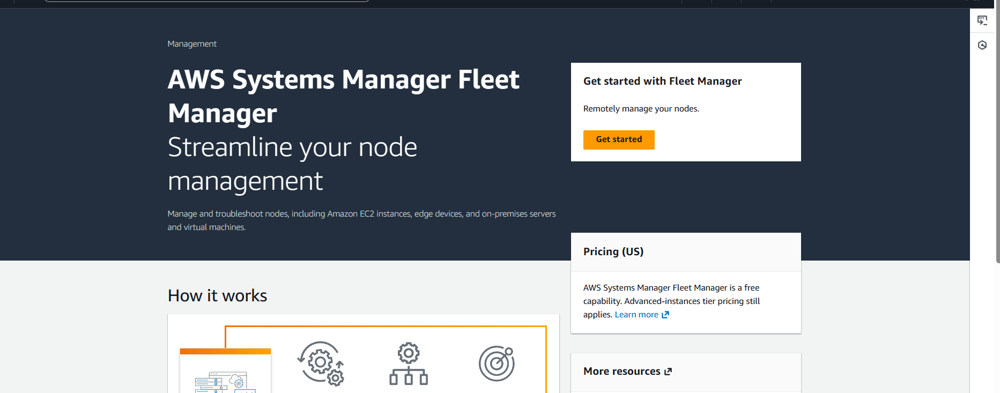 Management
AWS Systems Manager Fleet
Manager
Streamline your node
management
Manage and troubleshoot nodes, including Amazon EC2 instances, edge devices, and on-premises servers
and virtual machines.
Get started with Fleet Manager
Remotely manage your nodes.
Get started
Pricing (US)
AWS Systems Manager Fleet Manager is a free
capability. Advanced-instances tier pricing still
applies. Learn more
More resources
How it works